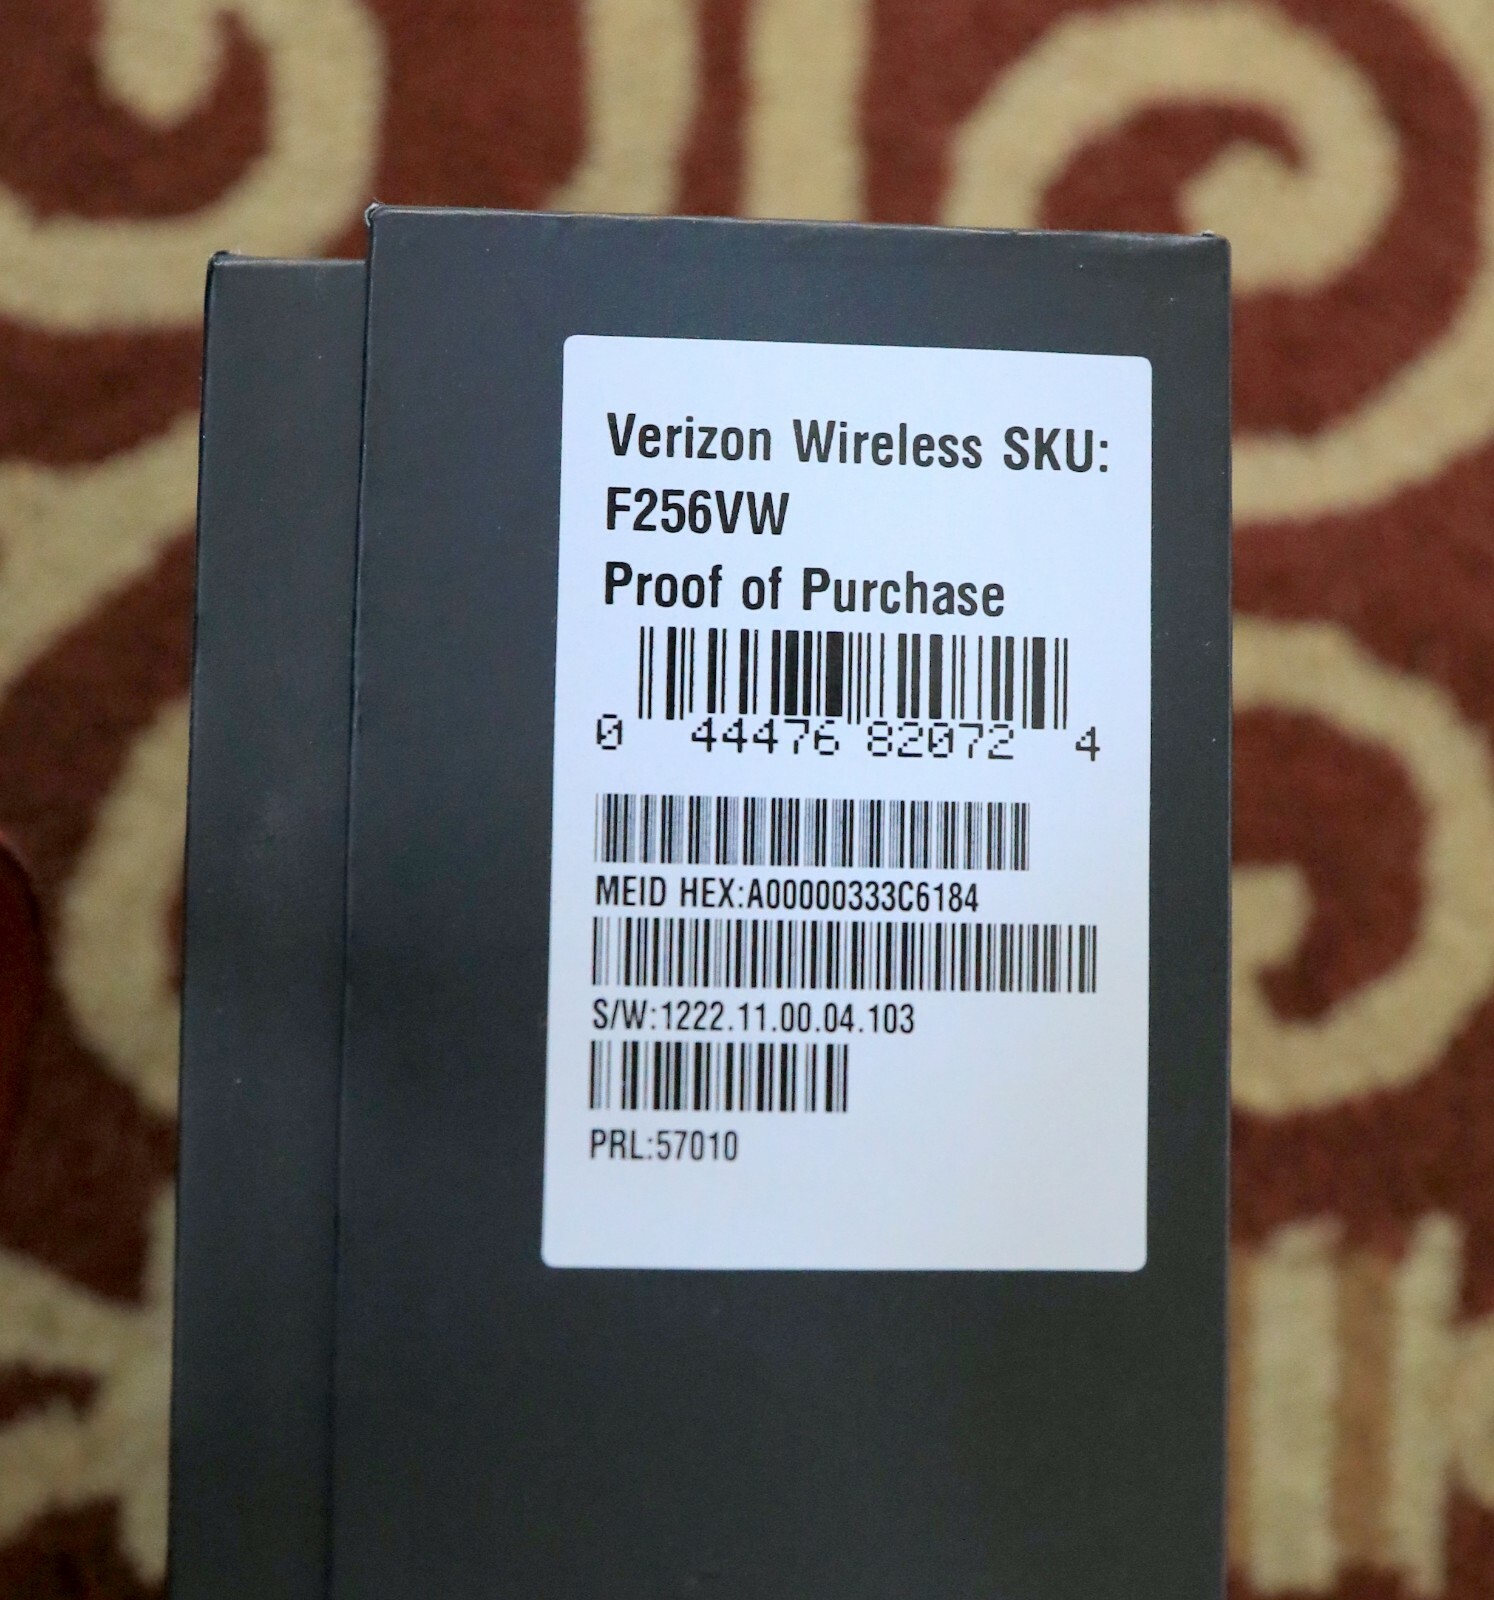 Verizon Wireless SKU:
F256VW
Proof of Purchase
0 44476 82072 4
MEID HEX:A00000333C6184
S/W:1222.11.00.04.103
PRL:57010